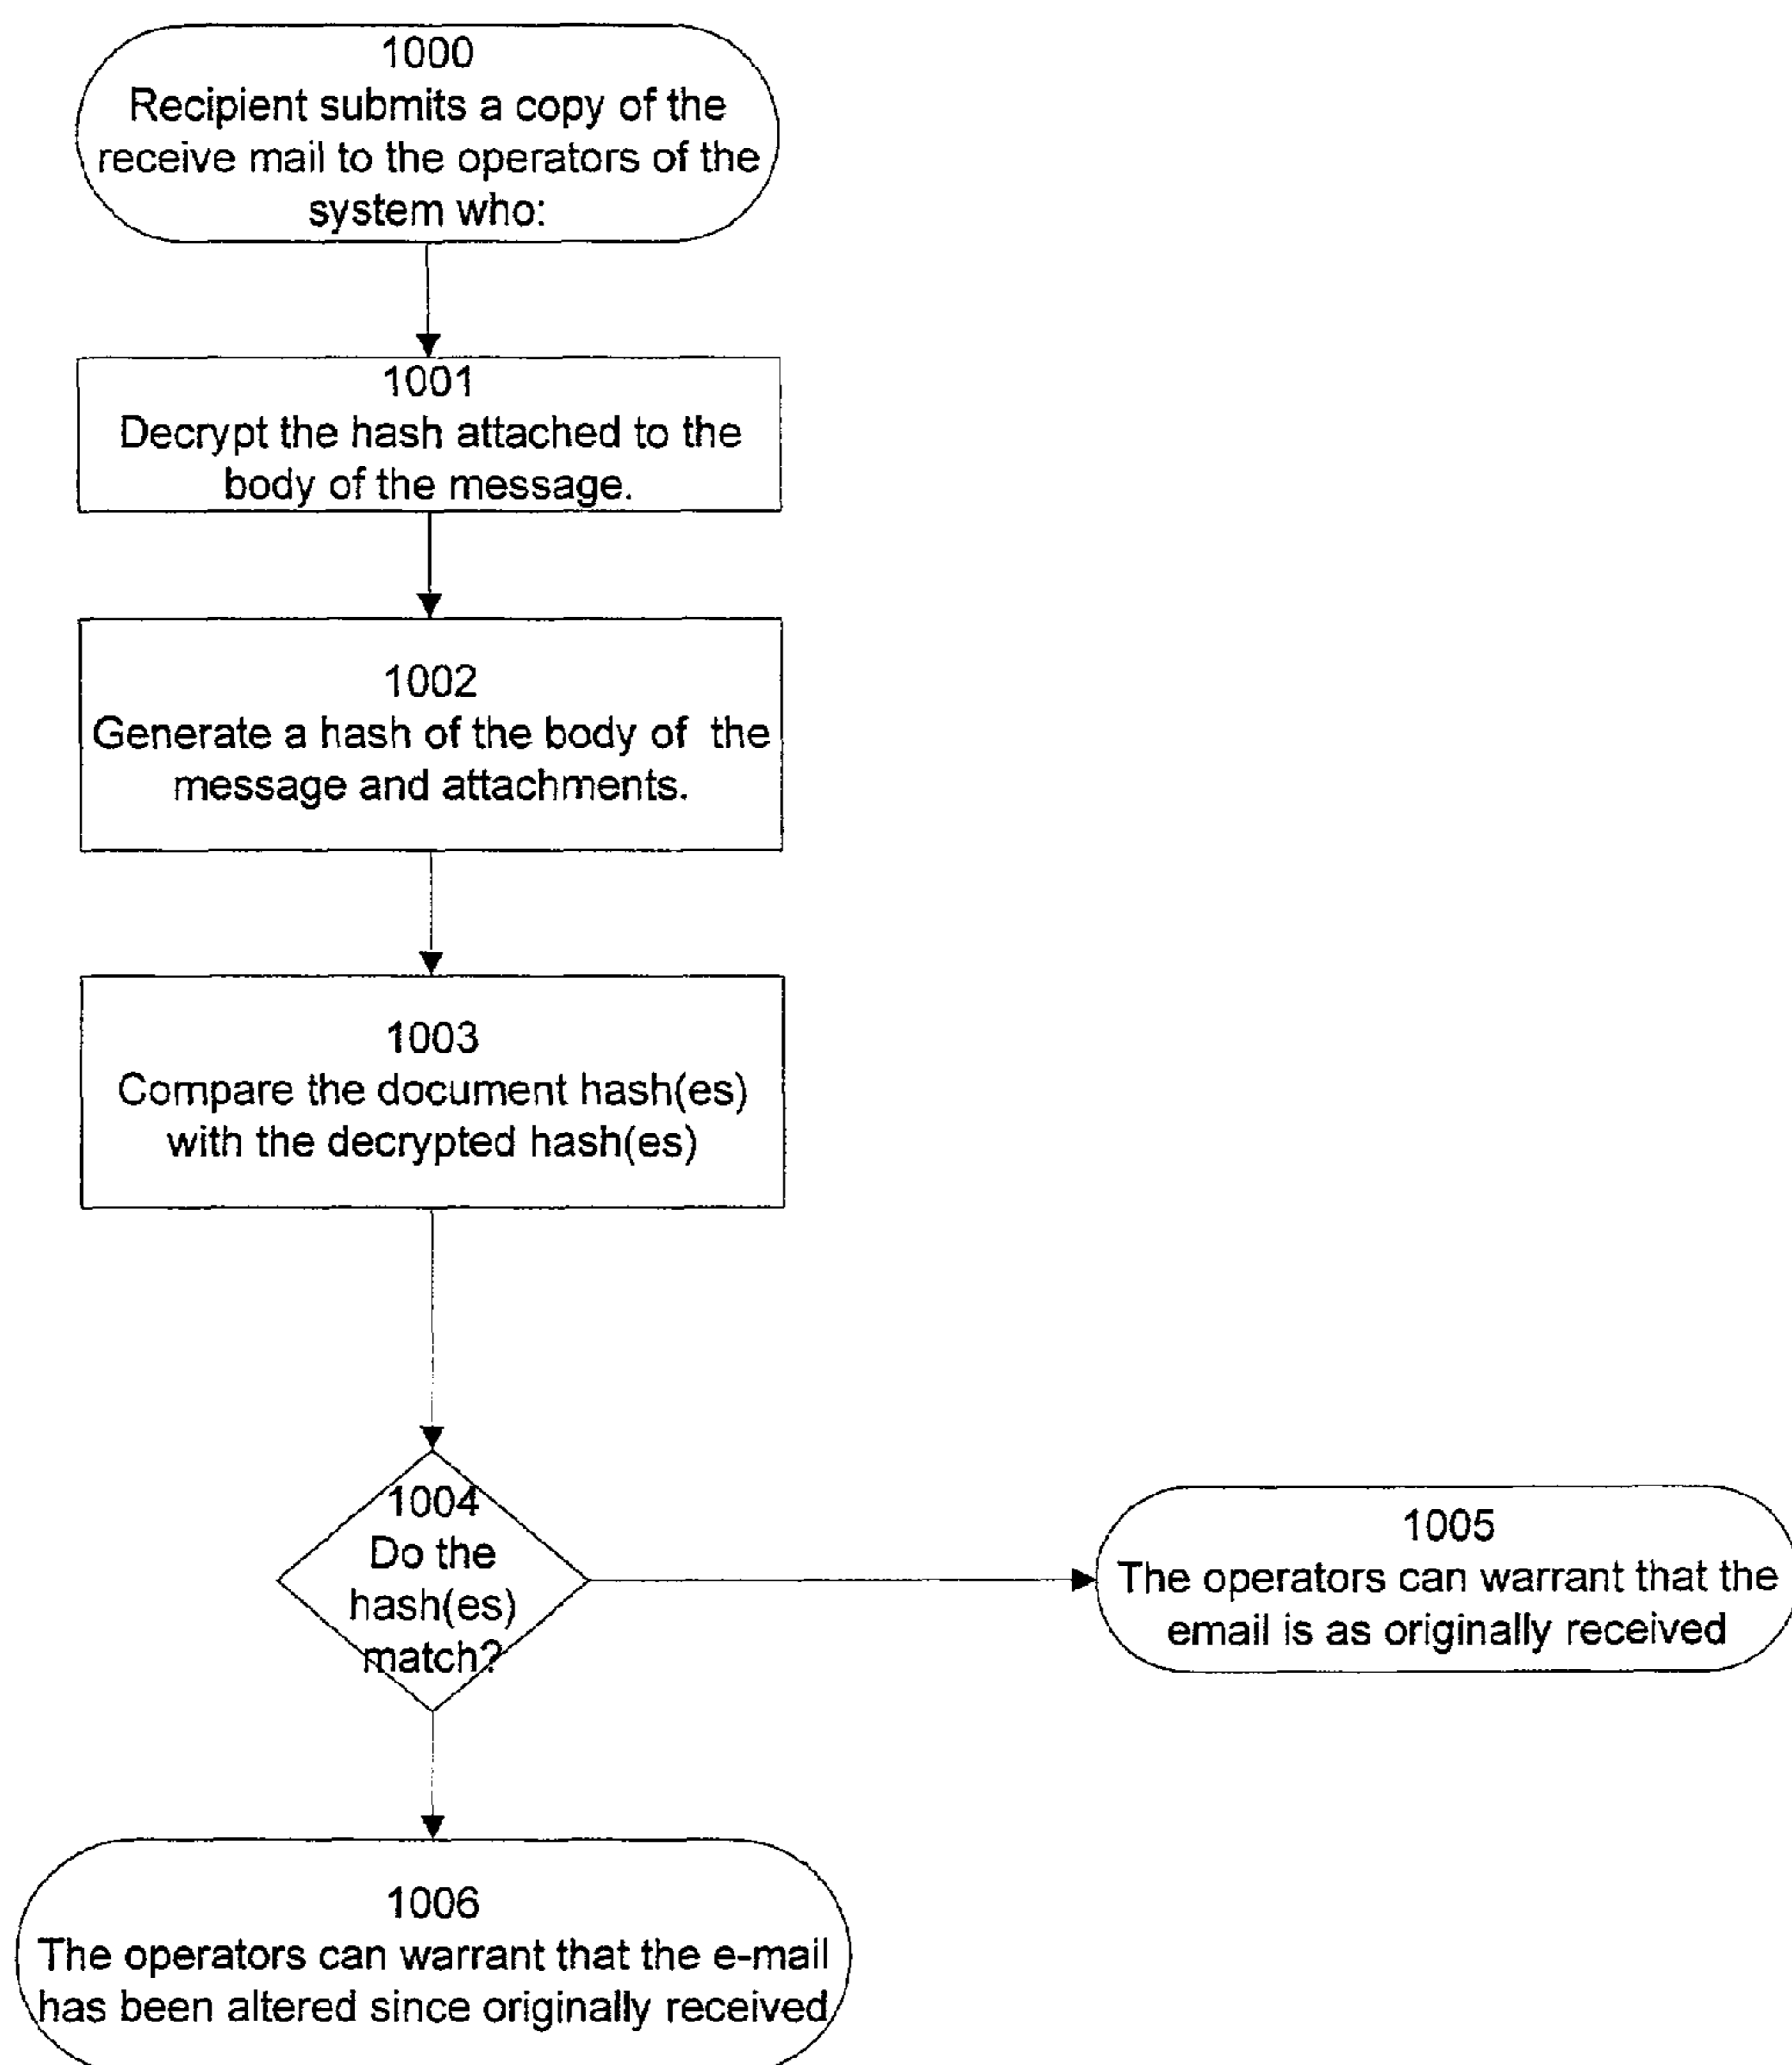 1000
Recipient submits a copy of the
receive mail to the operators of the
system who:
1001
Decrypt the hash attached to the
body of the message.
1002
Generate a hash of the body of the
message and attachments.
1003
Compare the document hash(es)
with the decrypted hash(es)
1004
Do the
hash(es)
match?
1005
The operators can warrant that the
email is as originally received
1006
The operators can warrant that the e-mail
has been altered since originally received